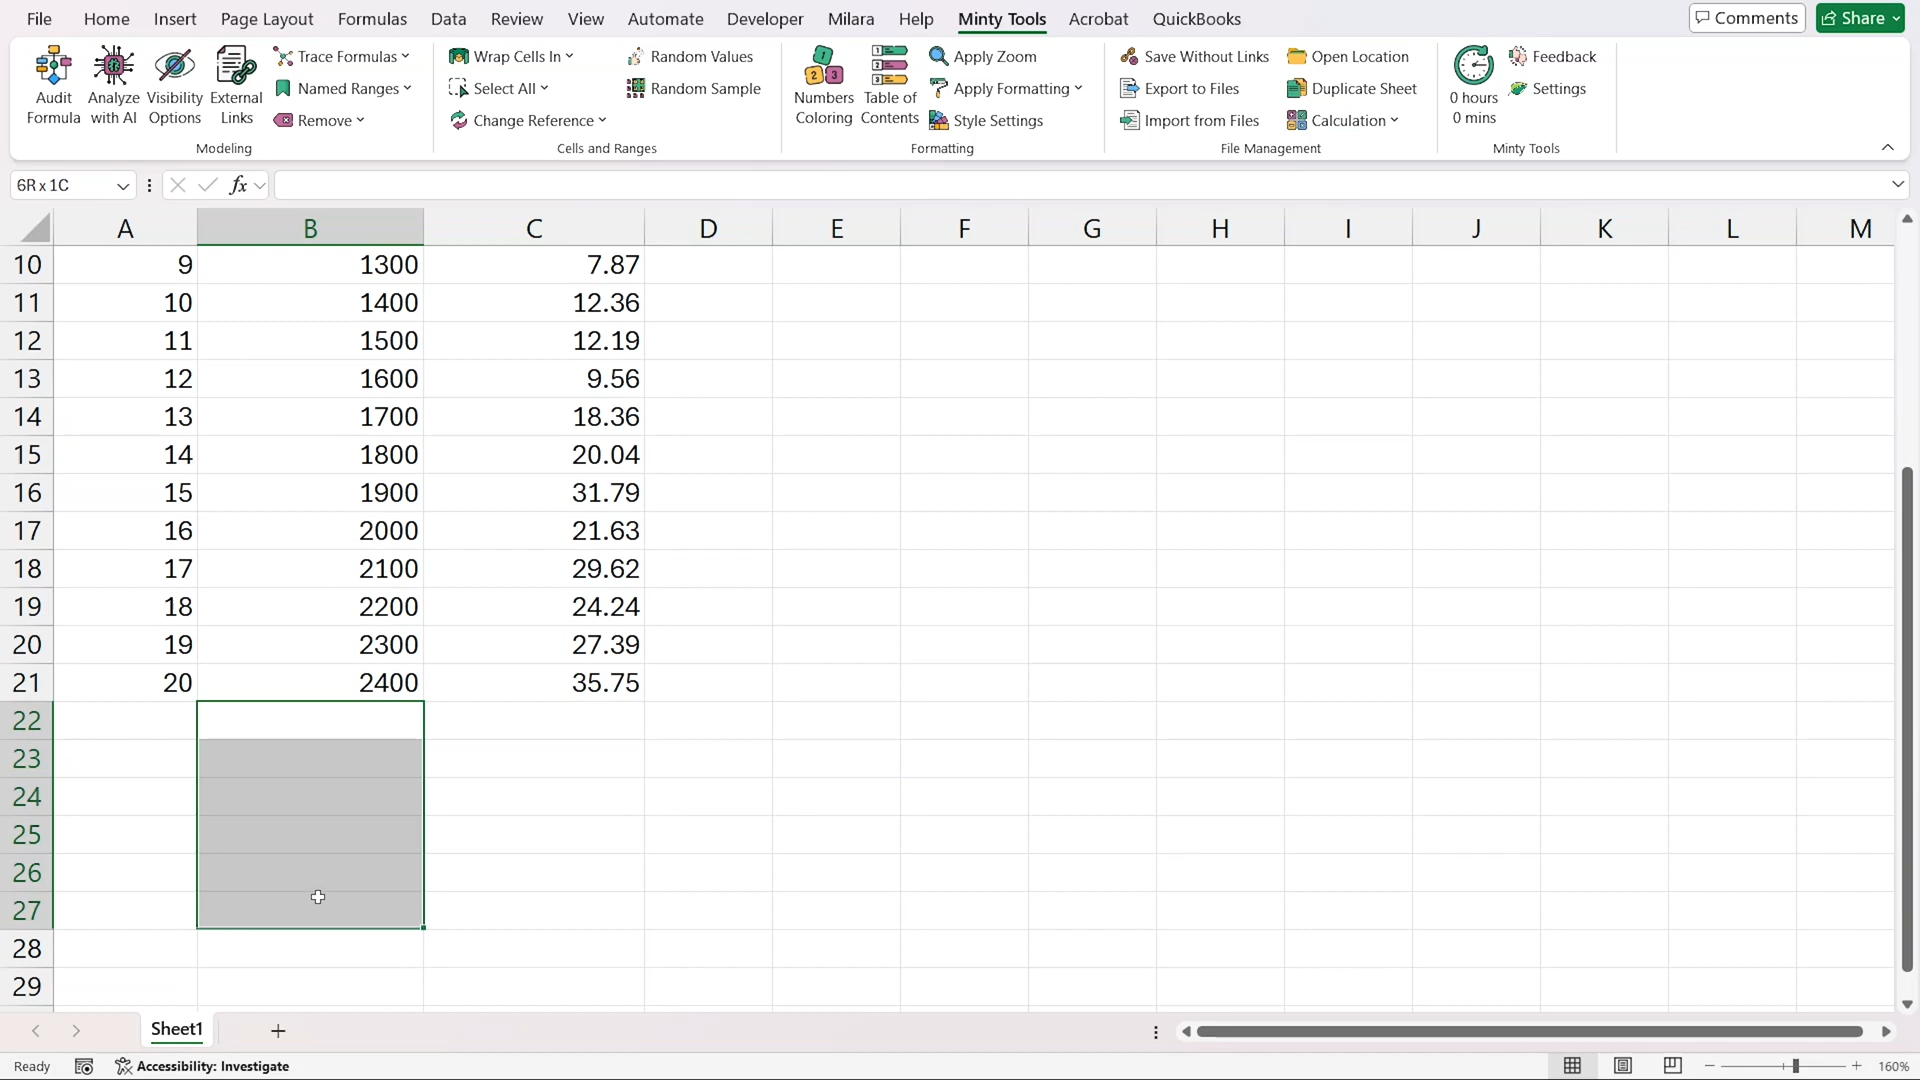 File Home Insert Page Layout Formulas Data Review View Automate Developer Milara Help Minty Tools Acrobat QuickBooks Comments Share
Audit Formula
Analyze with AI
Visibility Options
External Links
Trace Formulas
Named Ranges
Remove
Modeling
Wrap Cells In
Select All
Change Reference
Random Values
Random Sample
Cells and Ranges
1 2 3
Numbers Coloring
1 2 3
Table of Contents
Apply Zoom
Apply Formatting
Style Settings
Formatting
Save Without Links
Export to Files
Import from Files
Open Location
Duplicate Sheet
Calculation
File Management
0 hours
0 mins
Feedback
Settings
Minty Tools
6R x 1C fx
A B C D E F G H I J K L M
10 9 1300 7.87
11 10 1400 12.36
12 11 1500 12.19
13 12 1600 9.56
14 13 1700 18.36
15 14 1800 20.04
16 15 1900 31.79
17 16 2000 21.63
18 17 2100 29.62
19 18 2200 24.24
20 19 2300 27.39
21 20 2400 35.75
22
23
24
25
26
27
28
29
Sheet1
Ready Accessibility: Investigate 160%